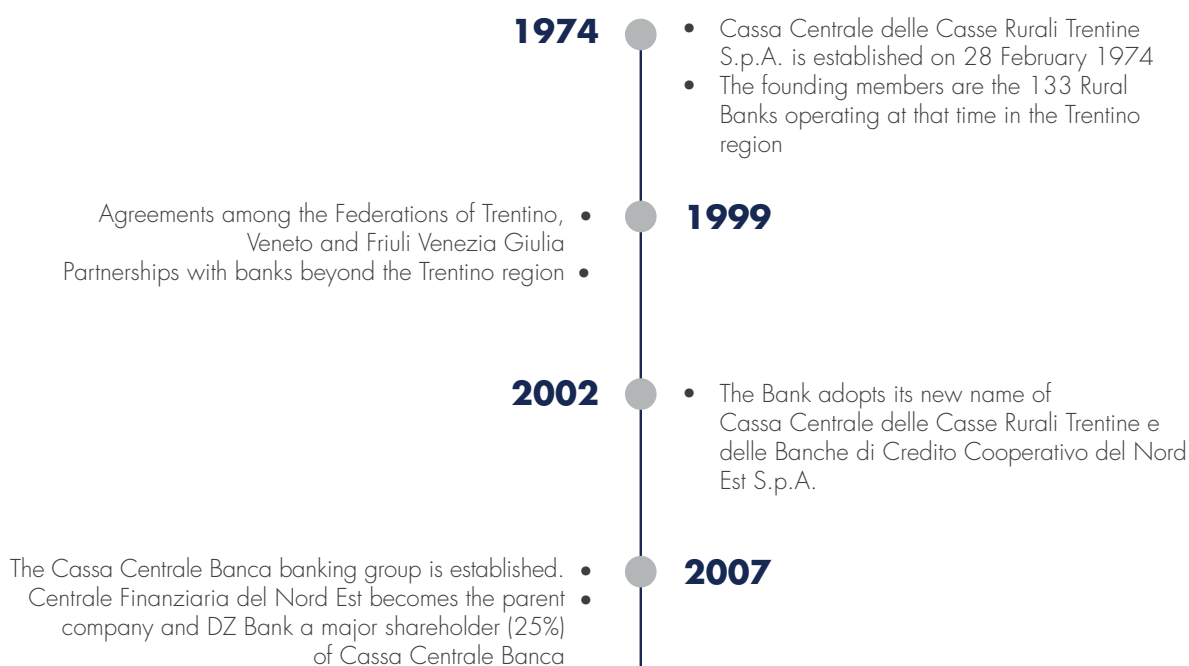 1974
• Cassa Centrale delle Casse Rurali Trentine
S.p.A. is established on 28 February 1974
• The founding members are the 133 Rural
Banks operating at that time in the Trentino
region
1999
Agreements among the Federations of Trentino, •
Veneto and Friuli Venezia Giulia
Partnerships with banks beyond the Trentino region •
2002
• The Bank adopts its new name of
Cassa Centrale delle Casse Rurali Trentine e
delle Banche di Credito Cooperativo del Nord
Est S.p.A.
2007
The Cassa Centrale Banca banking group is established. •
Centrale Finanziaria del Nord Est becomes the parent •
company and DZ Bank a major shareholder (25%)
of Cassa Centrale Banca